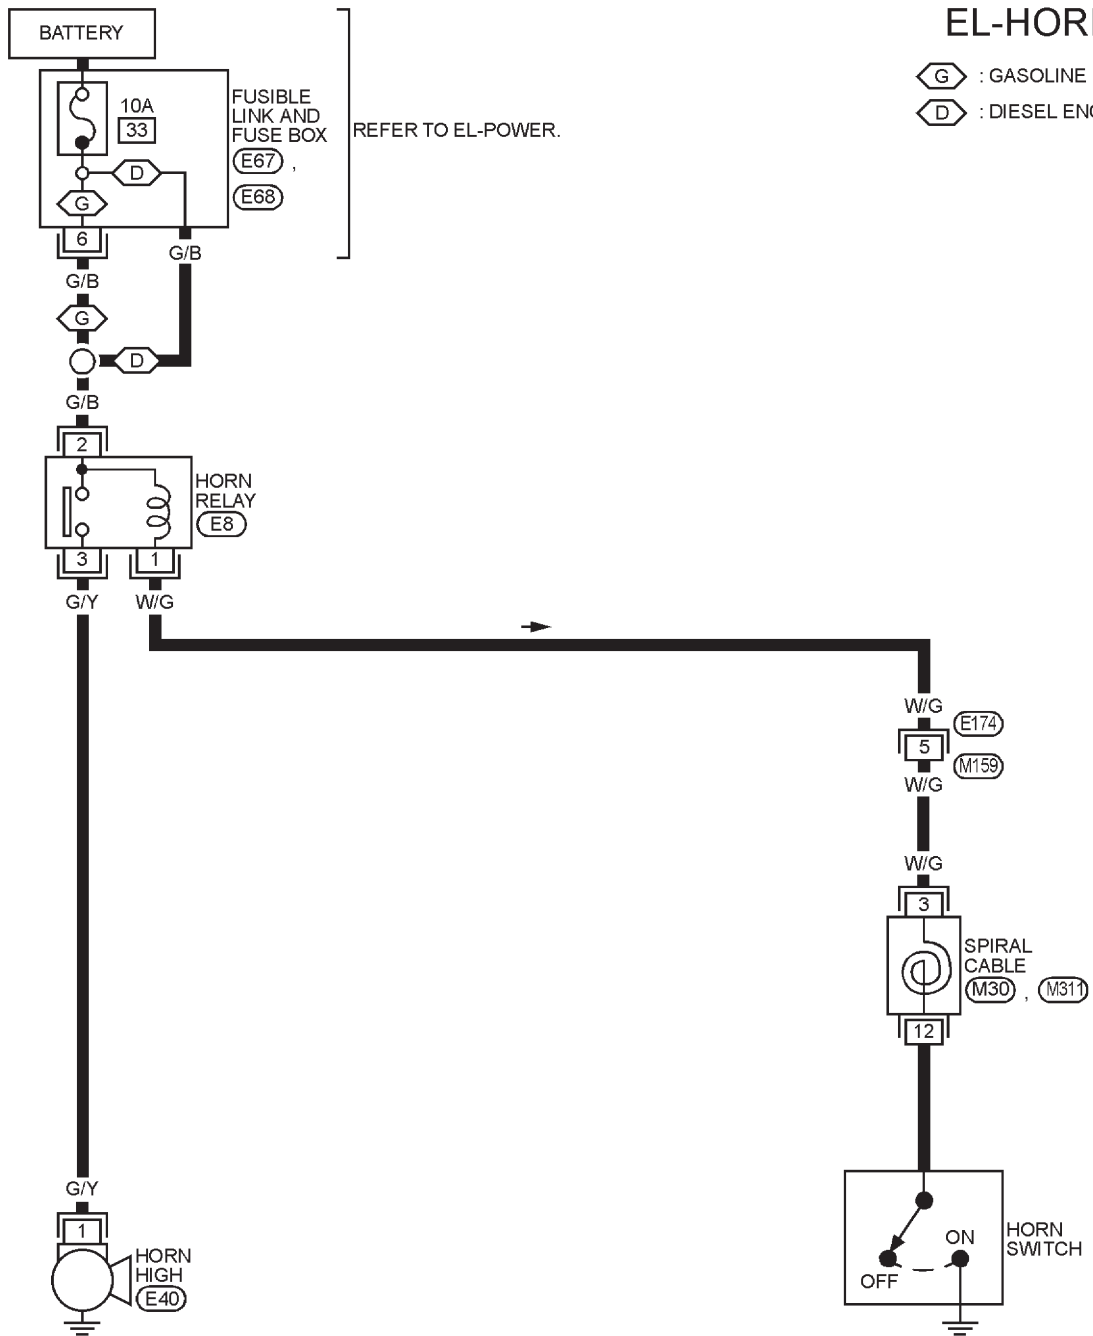 BATTERY
EL-HOR
G : GASOLINE
D : DIESEL EN
10A
33
FUSIBLE
LINK AND
FUSE BOX
E67 ,
E68
REFER TO EL-POWER.
D
G
6
G/B
G/B
G
D
G/B
2
HORN
RELAY
E8
3
1
G/Y
W/G
W/G
E174
5
M159
W/G
W/G
3
SPIRAL
CABLE
M30 , M311
12
G/Y
1
HORN
HIGH
E40
ON
OFF
HORN
SWITCH